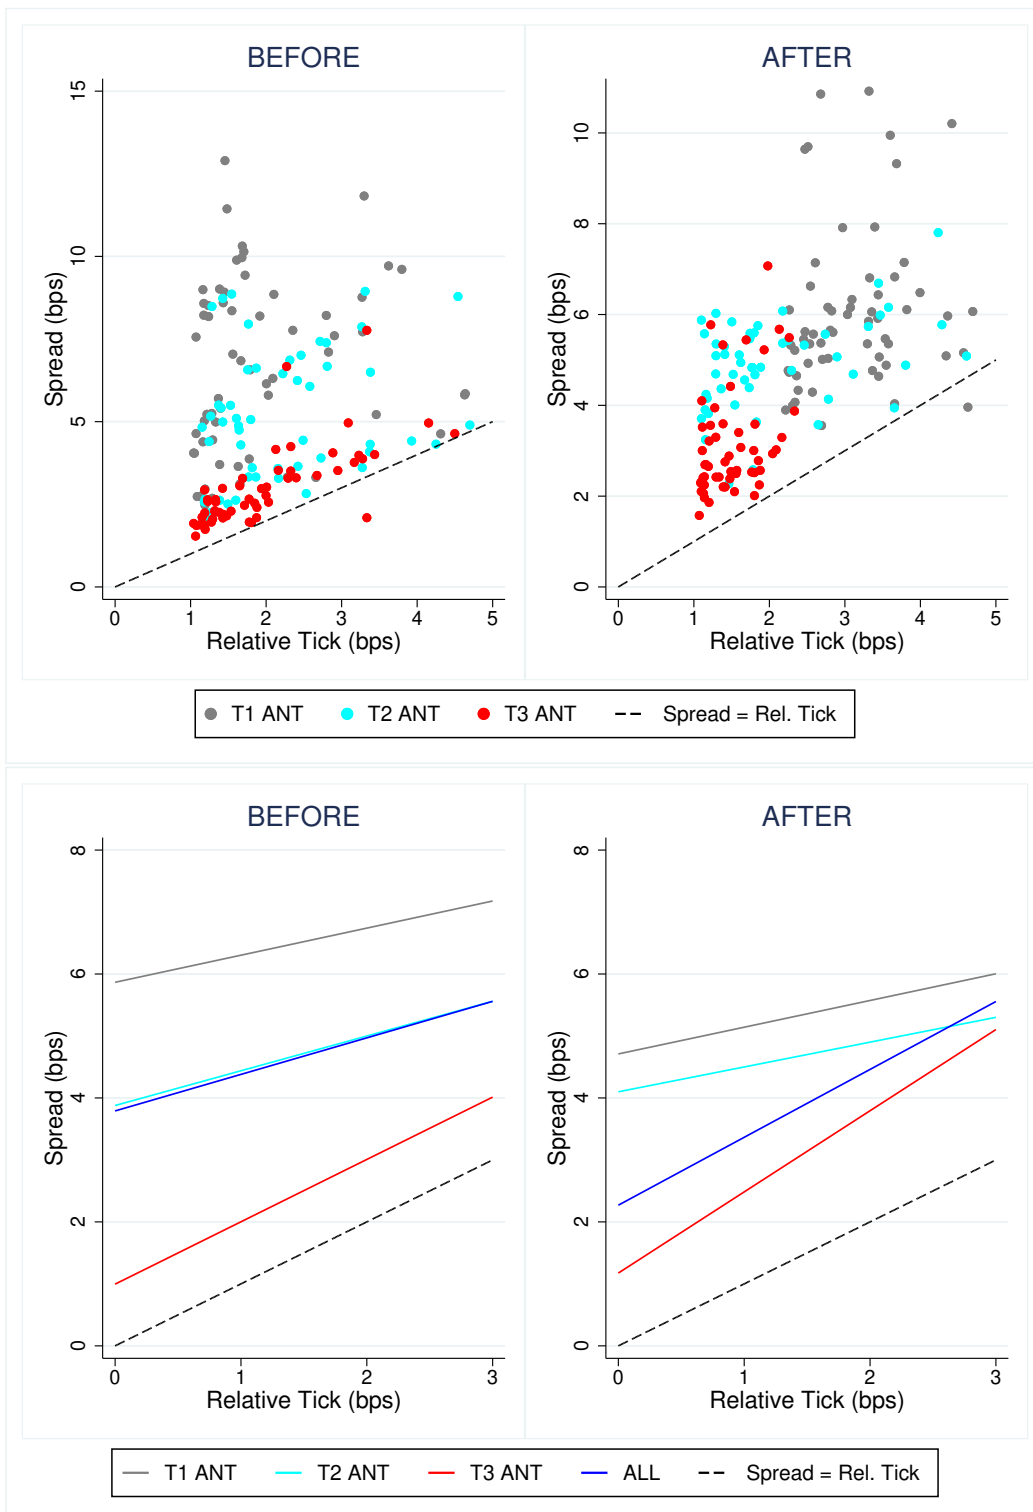 BEFORE
AFTER
15
10
5
0
Spread (bps)
0 1 2 3 4 5
Relative Tick (bps)
10
8
6
4
2
0
Spread (bps)
0 1 2 3 4 5
Relative Tick (bps)
T1 ANT T2 ANT T3 ANT Spread = Rel. Tick
BEFORE
AFTER
8
6
4
2
0
Spread (bps)
0 1 2 3
Relative Tick (bps)
8
6
4
2
0
Spread (bps)
0 1 2 3
Relative Tick (bps)
T1 ANT T2 ANT T3 ANT ALL Spread = Rel. Tick